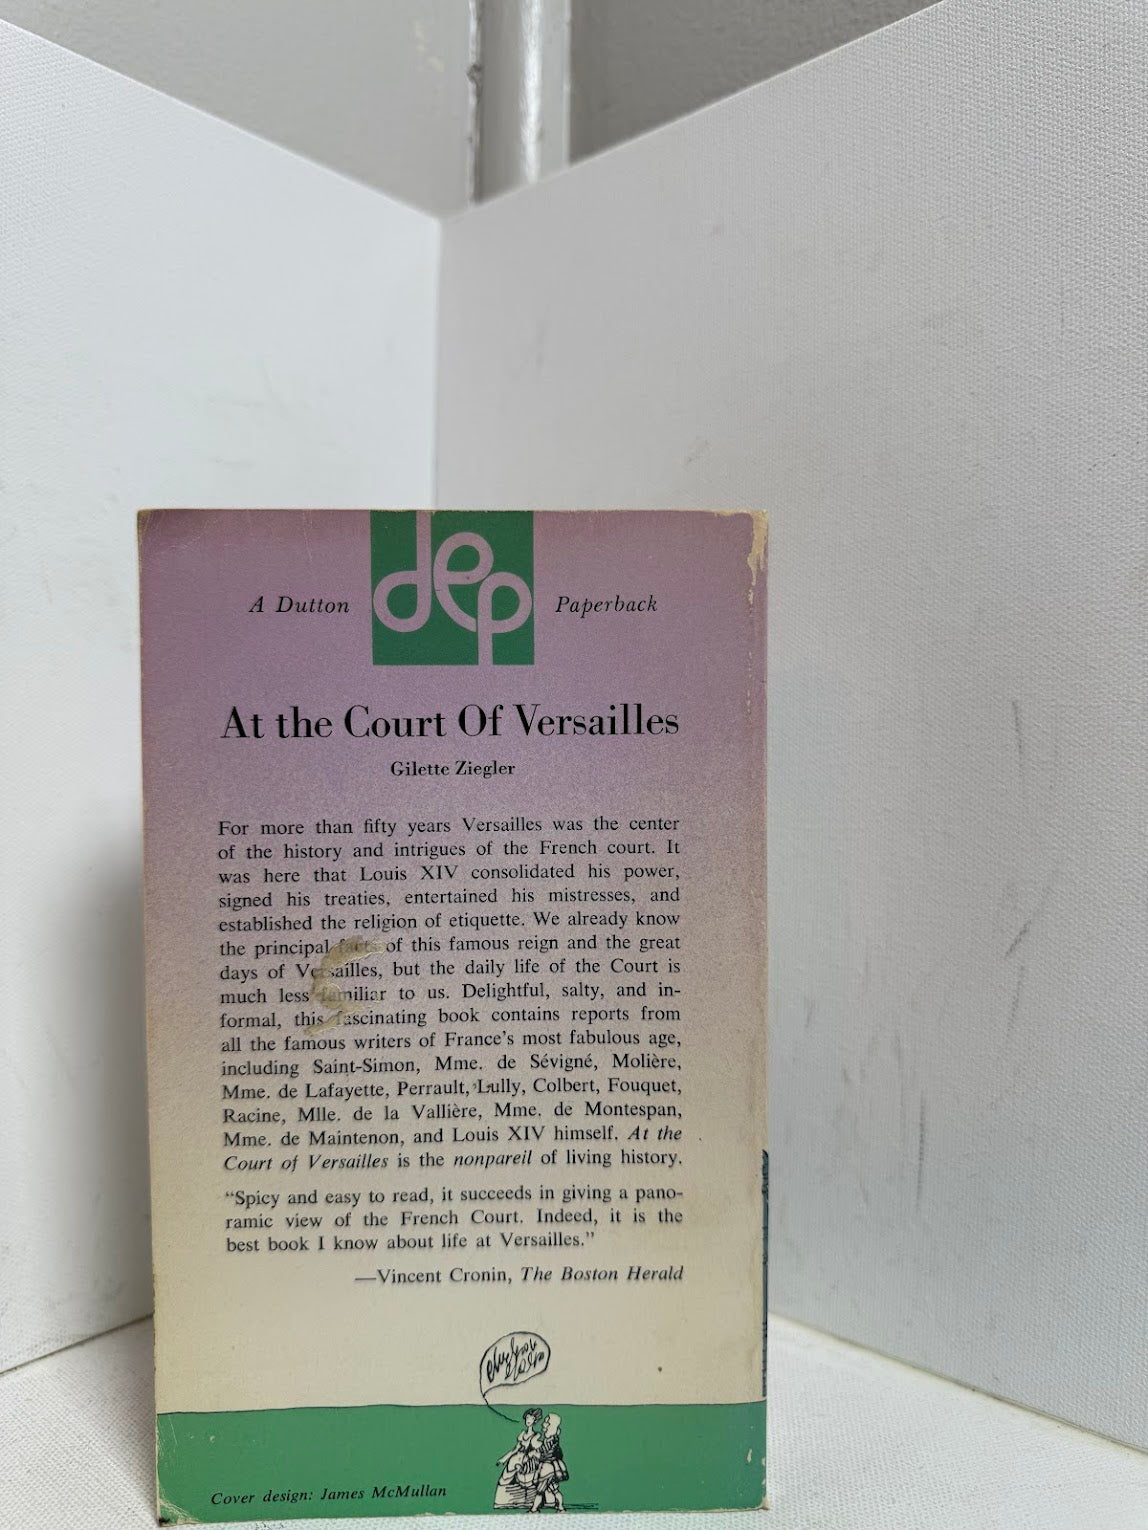 A Dutton dep Paperback
At the Court Of Versailles
Gilette Ziegler
For more than fifty years Versailles was the center
of the history and intrigues of the French court. It
was here that Louis XIV consolidated his power,
signed his treaties, entertained his mistresses, and
established the religion of etiquette. We already know
the principal facts of this famous reign and the great
days of Versailles, but the daily life of the Court is
much less familiar to us. Delightful, salty, and in-
formal, this fascinating book contains reports from
all the famous writers of France's most fabulous age,
including Saint-Simon, Mme. de Sévigné, Molière,
Mme. de Lafayette, Perrault, Lully, Colbert, Fouquet,
Racine, Mlle. de la Vallière, Mme. de Montespan,
Mme. de Maintenon, and Louis XIV himself. At the
Court of Versailles is the nonpareil of living history.
“Spicy and easy to read, it succeeds in giving a pano-
ramic view of the French Court. Indeed, it is the
best book I know about life at Versailles.”
—Vincent Cronin, The Boston Herald
Cover design: James McMullan